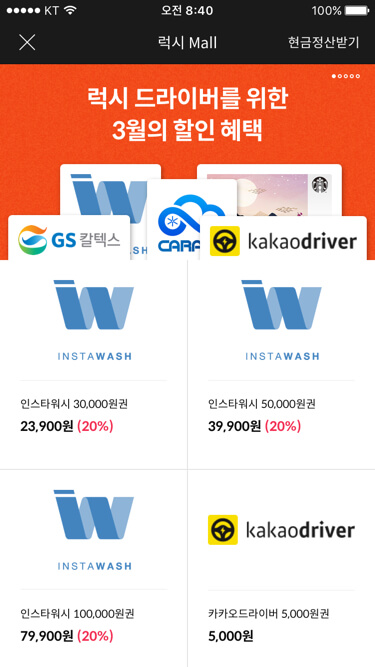 KT 오전 8:40 100%
럭시 Mall 현금정산받기
럭시 드라이버를 위한
3월의 할인 혜택
GS 칼텍스 SH CARA kakaodriver
INSTAWASH INSTAWASH
인스타워시 30,000원권 인스타워시 50,000원권
23,900원 (20%) 39,900원 (20%)
INSTAWASH kakaodriver
인스타워시 100,000원권 카카오드라이버 5,000원권
79,900원 (20%) 5,000원